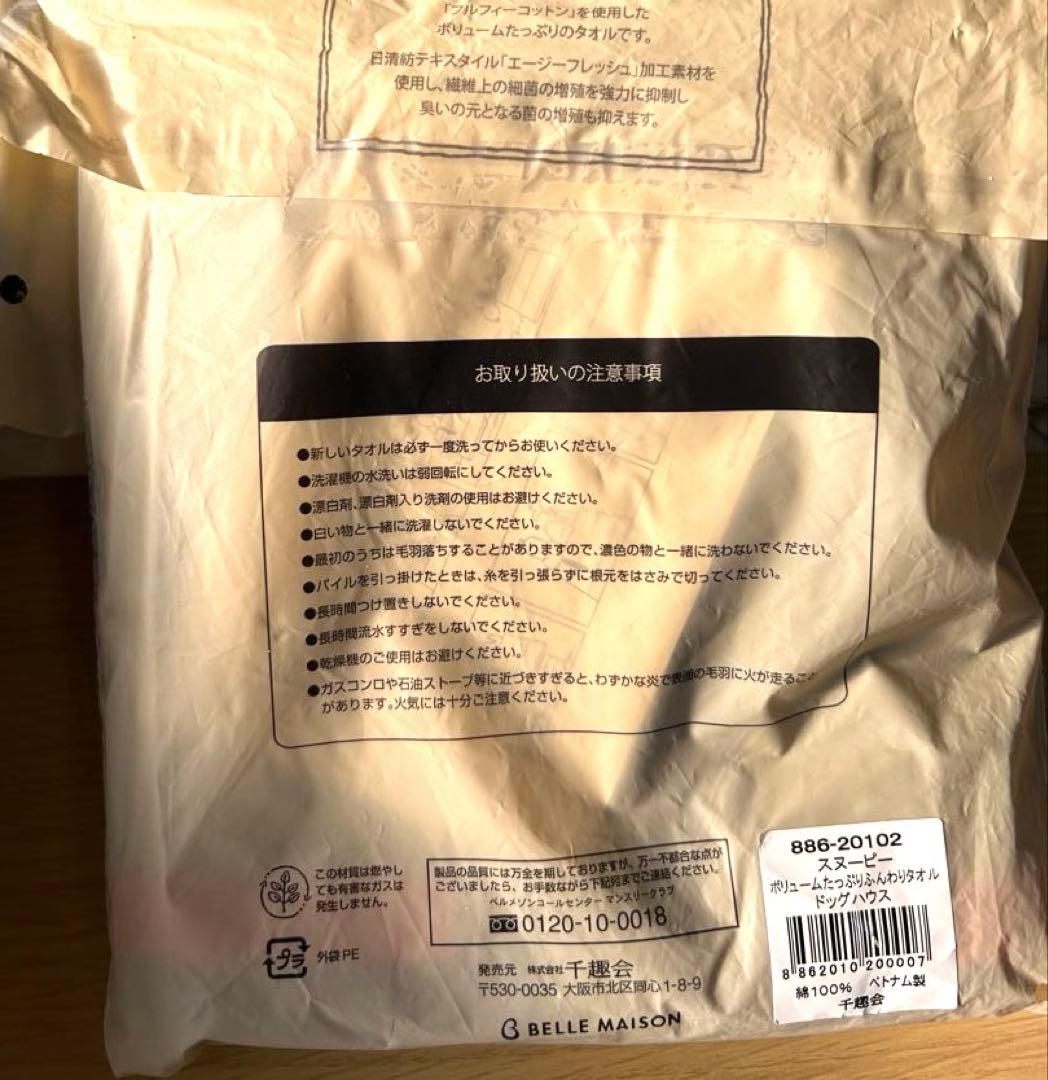 「フルフィーコットン」を使用した
ボリュームたっぷりのタオルです。
日清紡テキスタイル「エージーフレッシュ」加工素材を
使用し、繊維上の細菌の増殖を強力に抑制し
臭いの元となる菌の増殖も抑えます。
お取り扱いの注意事項
●新しいタオルは必ず一度洗ってからお使いください。
●洗濯機の水洗いは弱回転にしてください。
●漂白剤、漂白剤入り洗剤の使用はお避けください。
●白い物と一緒に洗濯しないでください。
●最初のうちは毛羽落ちすることがありますので、濃色の物と一緒に洗わないでください。
●パイルを引っ掛けたときは、糸を引っ張らずに根元をはさみで切ってください。
●長時間つけ置きしないでください。
●長時間流水すすぎをしないでください。
●乾燥機のご使用はお避けください。
●ガスコンロや石油ストーブ等に近づきすぎると、わずかな炎で表面の毛羽に火が走ること
があります。火気には十分ご注意ください。
この材質は燃やし
ても有害なガスは
発生しません。
プラ 外袋 PE
製品の品質には万全を期しておりますが、万一不都合な点が
ございましたら、お手数ながら下記宛までご連絡ください。
ベルメゾンコールセンター マンスリークラブ
0120-10-0018
発売元 株式会社千趣会
〒530-0035 大阪市北区同心1-8-9
BELLE MAISON
886-20102
スヌーピー
ボリュームたっぷりふんわりタオル
ドッグハウス
8 862010 200007
綿100% ベトナム製
千趣会